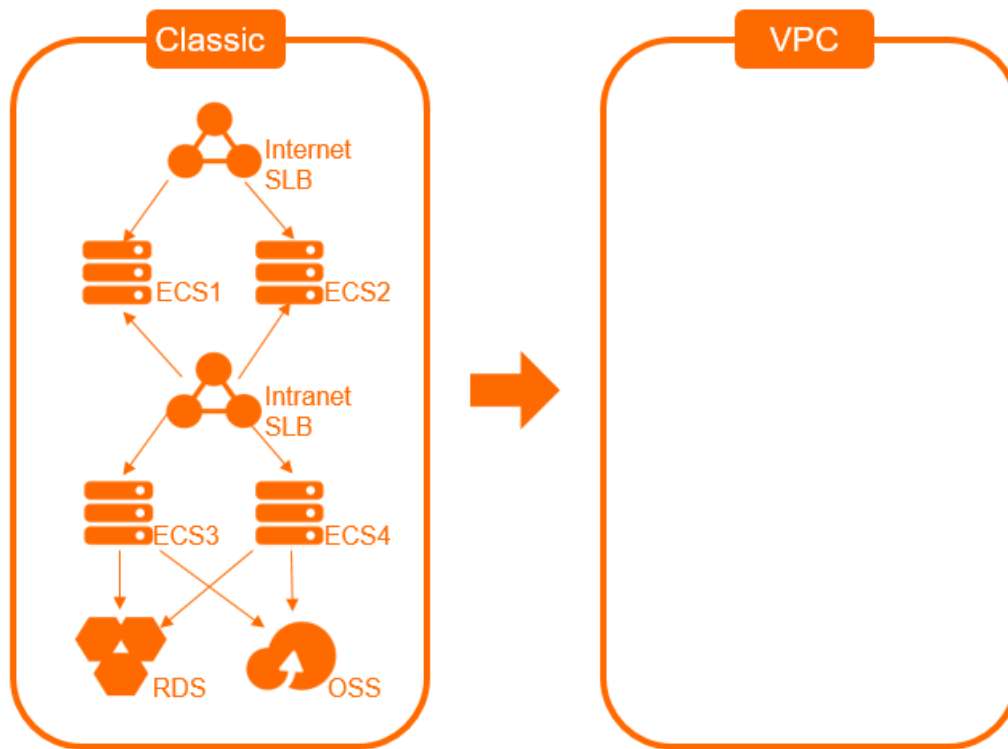 Classic
VPC
Internet
SLB
ECS1
ECS2
Intranet
SLB
ECS3
ECS4
RDS
OSS